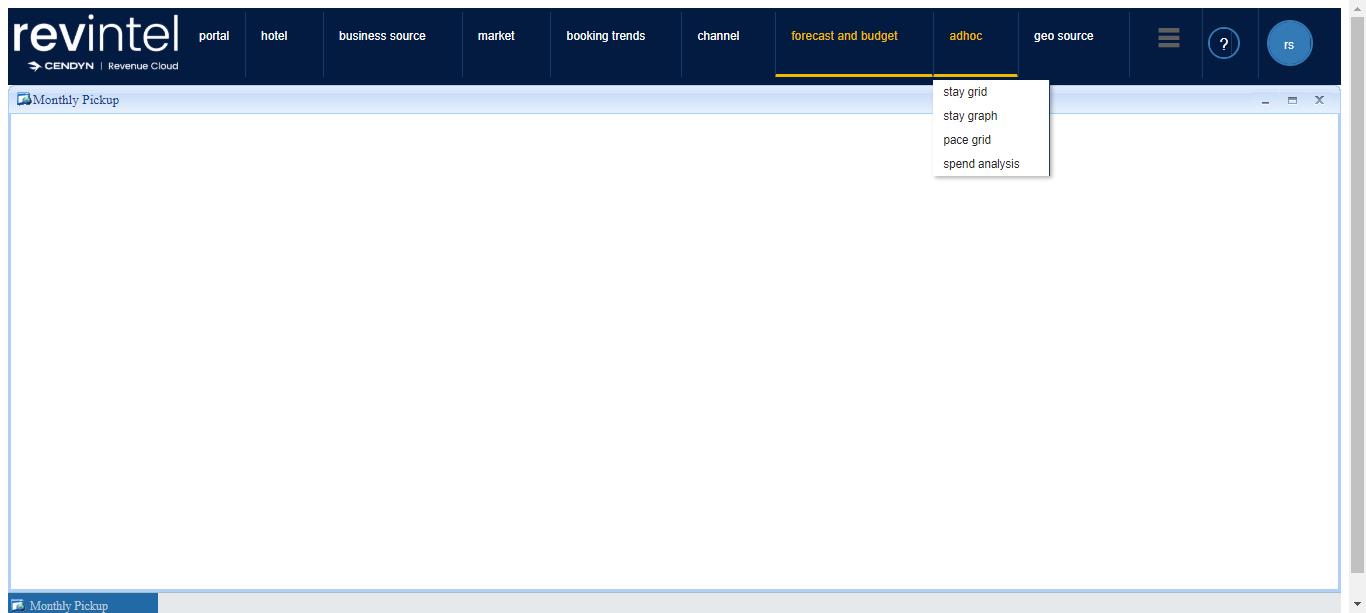 revintel
CENDYN | Revenue Cloud
portal
hotel
business source
market
booking trends
channel
forecast and budget
adhoc
geo source
?
rs
Monthly Pickup
stay grid
stay graph
pace grid
spend analysis
Monthly Pickup